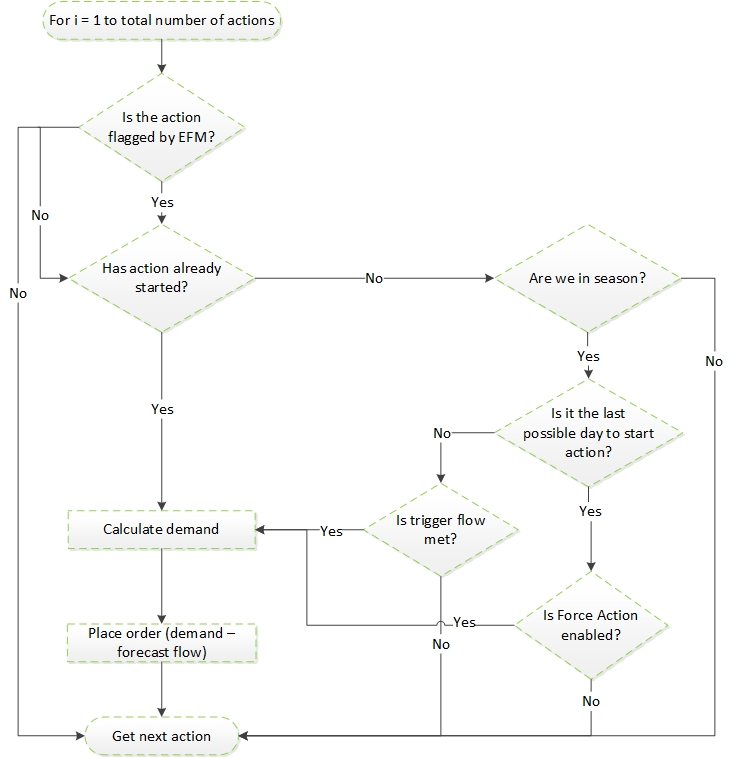 For i = 1 to total number of actions
Is the action
flagged by EFM?
Yes
No
No
Has action already
started?
No
Are we in season?
Yes
No
Yes
Is it the last
possible day to start
action?
No
Yes
Is trigger flow
met?
Yes
Calculate demand
No
Yes
Is Force Action
enabled?
Place order (demand –
forecast flow)
No
Get next action